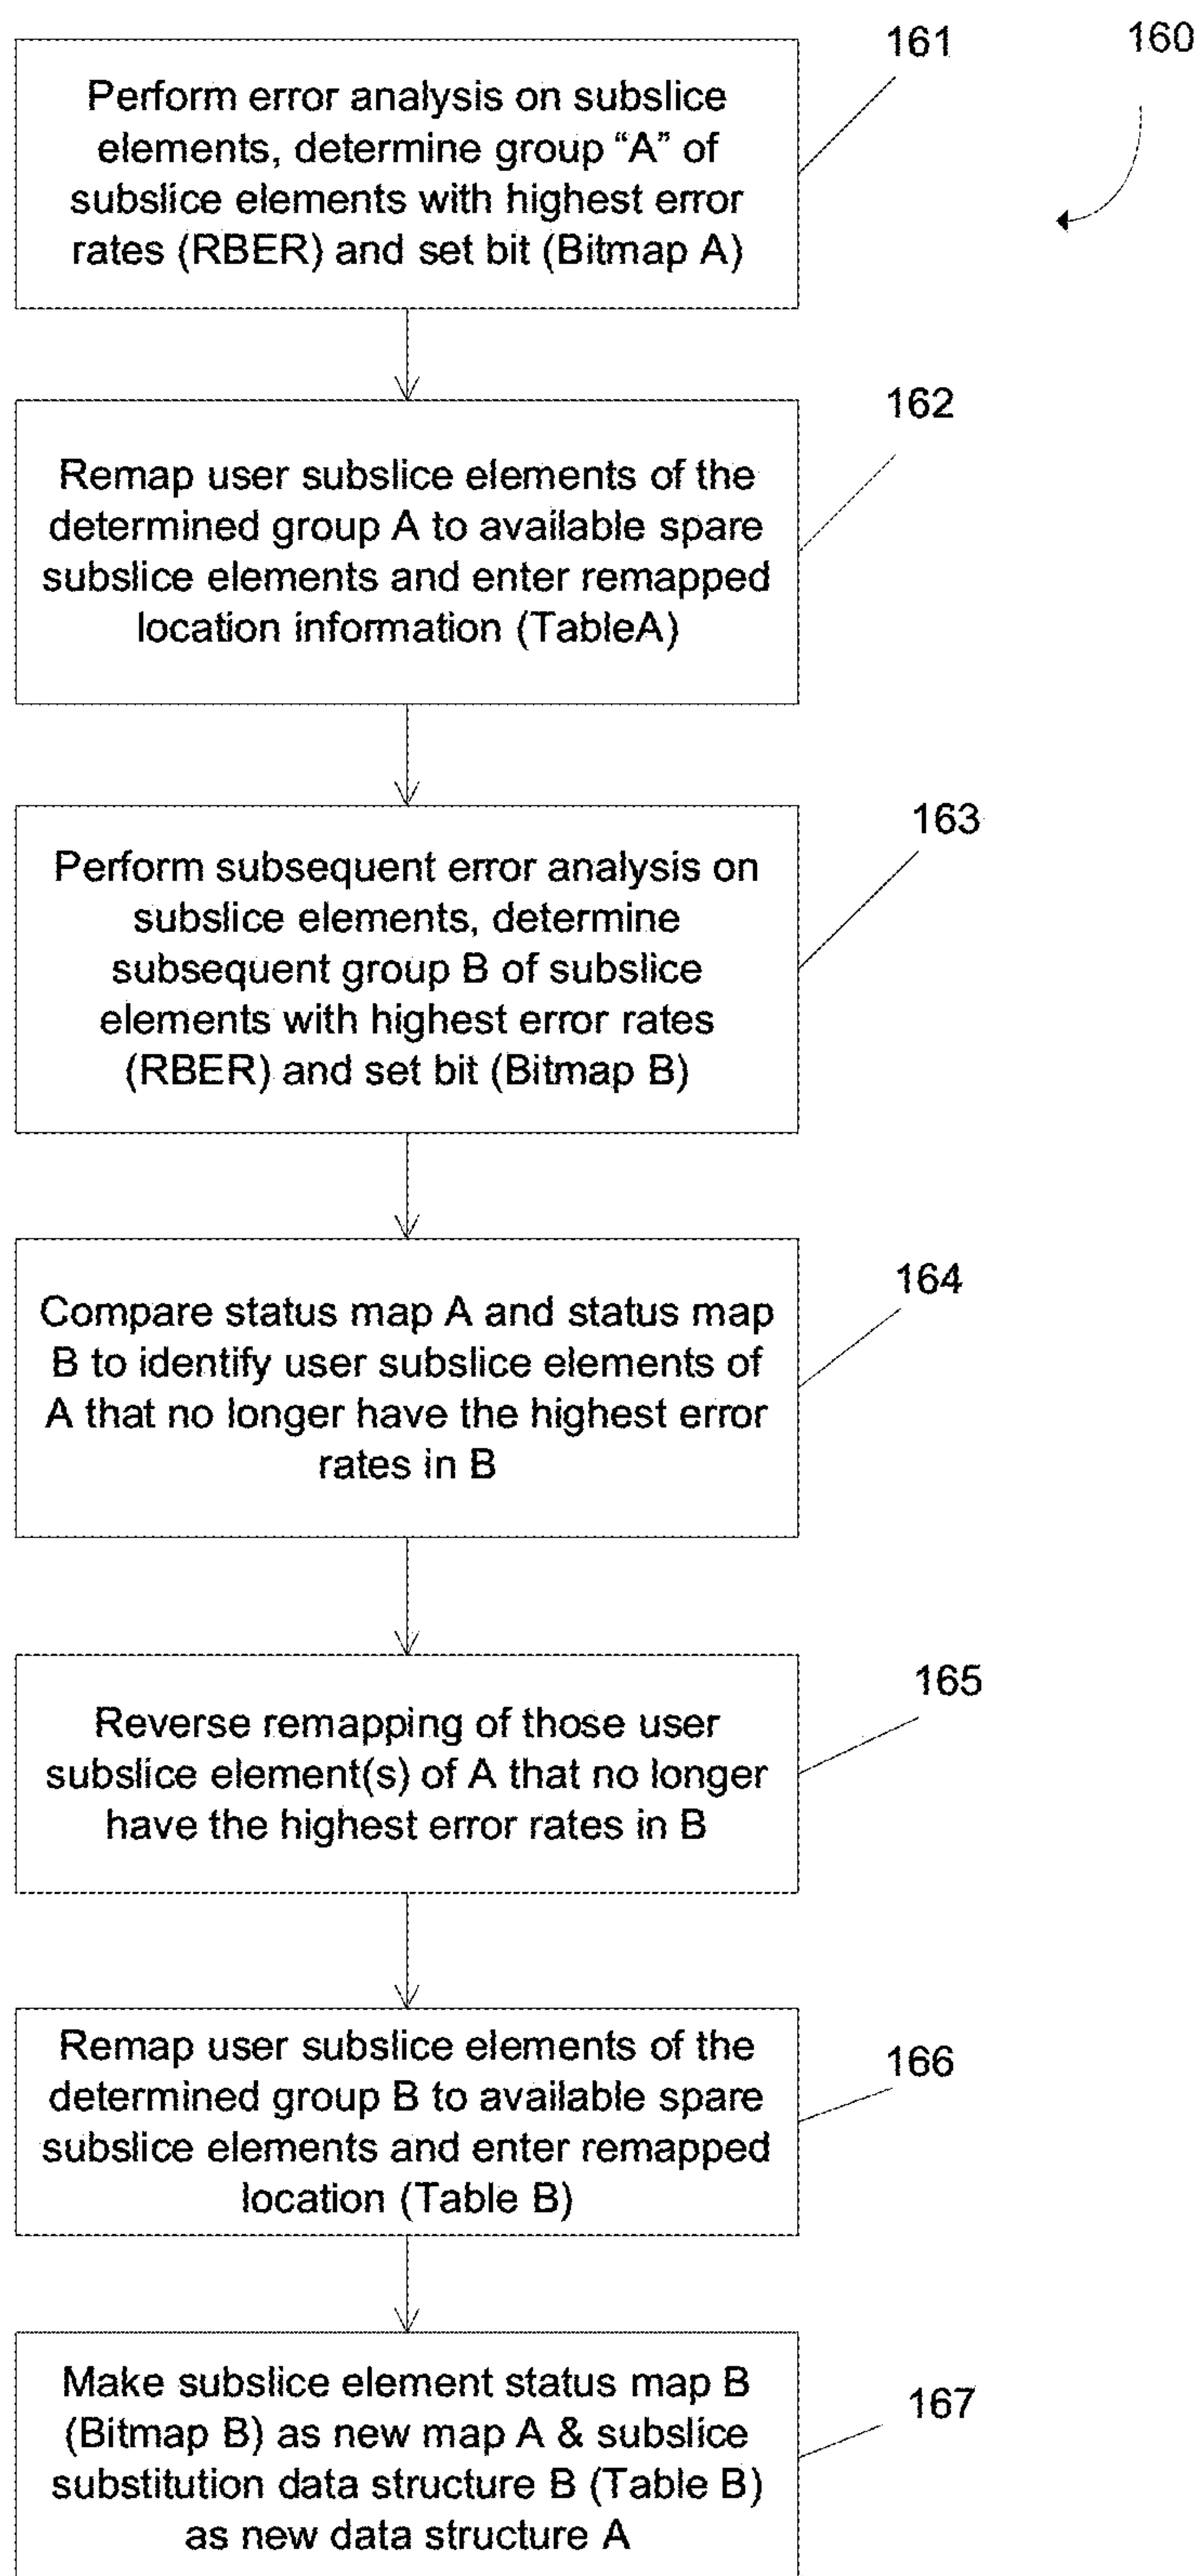 161
160
Perform error analysis on subslice
elements, determine group “A” of
subslice elements with highest error
rates (RBER) and set bit (Bitmap A)
162
Remap user subslice elements of the
determined group A to available spare
subslice elements and enter remapped
location information (TableA)
163
Perform subsequent error analysis on
subslice elements, determine
subsequent group B of subslice
elements with highest error rates
(RBER) and set bit (Bitmap B)
164
Compare status map A and status map
B to identify user subslice elements of
A that no longer have the highest error
rates in B
165
Reverse remapping of those user
subslice element(s) of A that no longer
have the highest error rates in B
166
Remap user subslice elements of the
determined group B to available spare
subslice elements and enter remapped
location (Table B)
167
Make subslice element status map B
(Bitmap B) as new map A & subslice
substitution data structure B (Table B)
as new data structure A